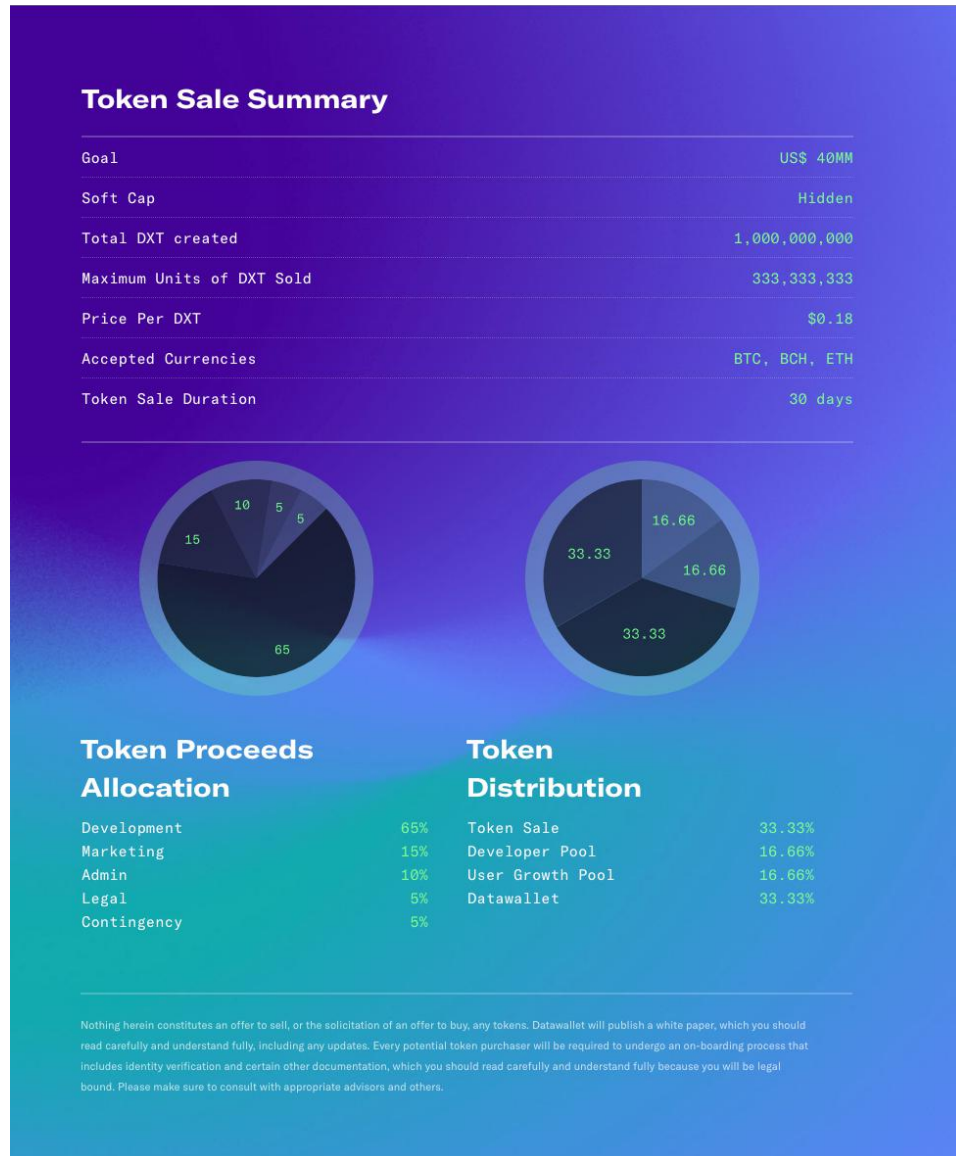 Token Sale Summary
Goal US$ 40MM
Soft Cap Hidden
Total DXT created 1,000,000,000
Maximum Units of DXT Sold 333,333,333
Price Per DXT $0.18
Accepted Currencies BTC, BCH, ETH
Token Sale Duration 30 days
10
5
5
15
65
16.66
33.33
16.66
33.33
Token Proceeds
Allocation
Development 65%
Marketing 15%
Admin 10%
Legal 5%
Contingency 5%
Token
Distribution
Token Sale 33.33%
Developer Pool 16.66%
User Growth Pool 16.66%
Datawallet 33.33%
Nothing herein constitutes an offer to sell, or the solicitation of an offer to buy, any tokens. Datawallet will publish a white paper, which you should
read carefully and understand fully, including any updates. Every potential token purchaser will be required to undergo an on-boarding process that
includes identity verification and certain other documentation, which you should read carefully and understand fully because you will be legal
bound. Please make sure to consult with appropriate advisors and others.